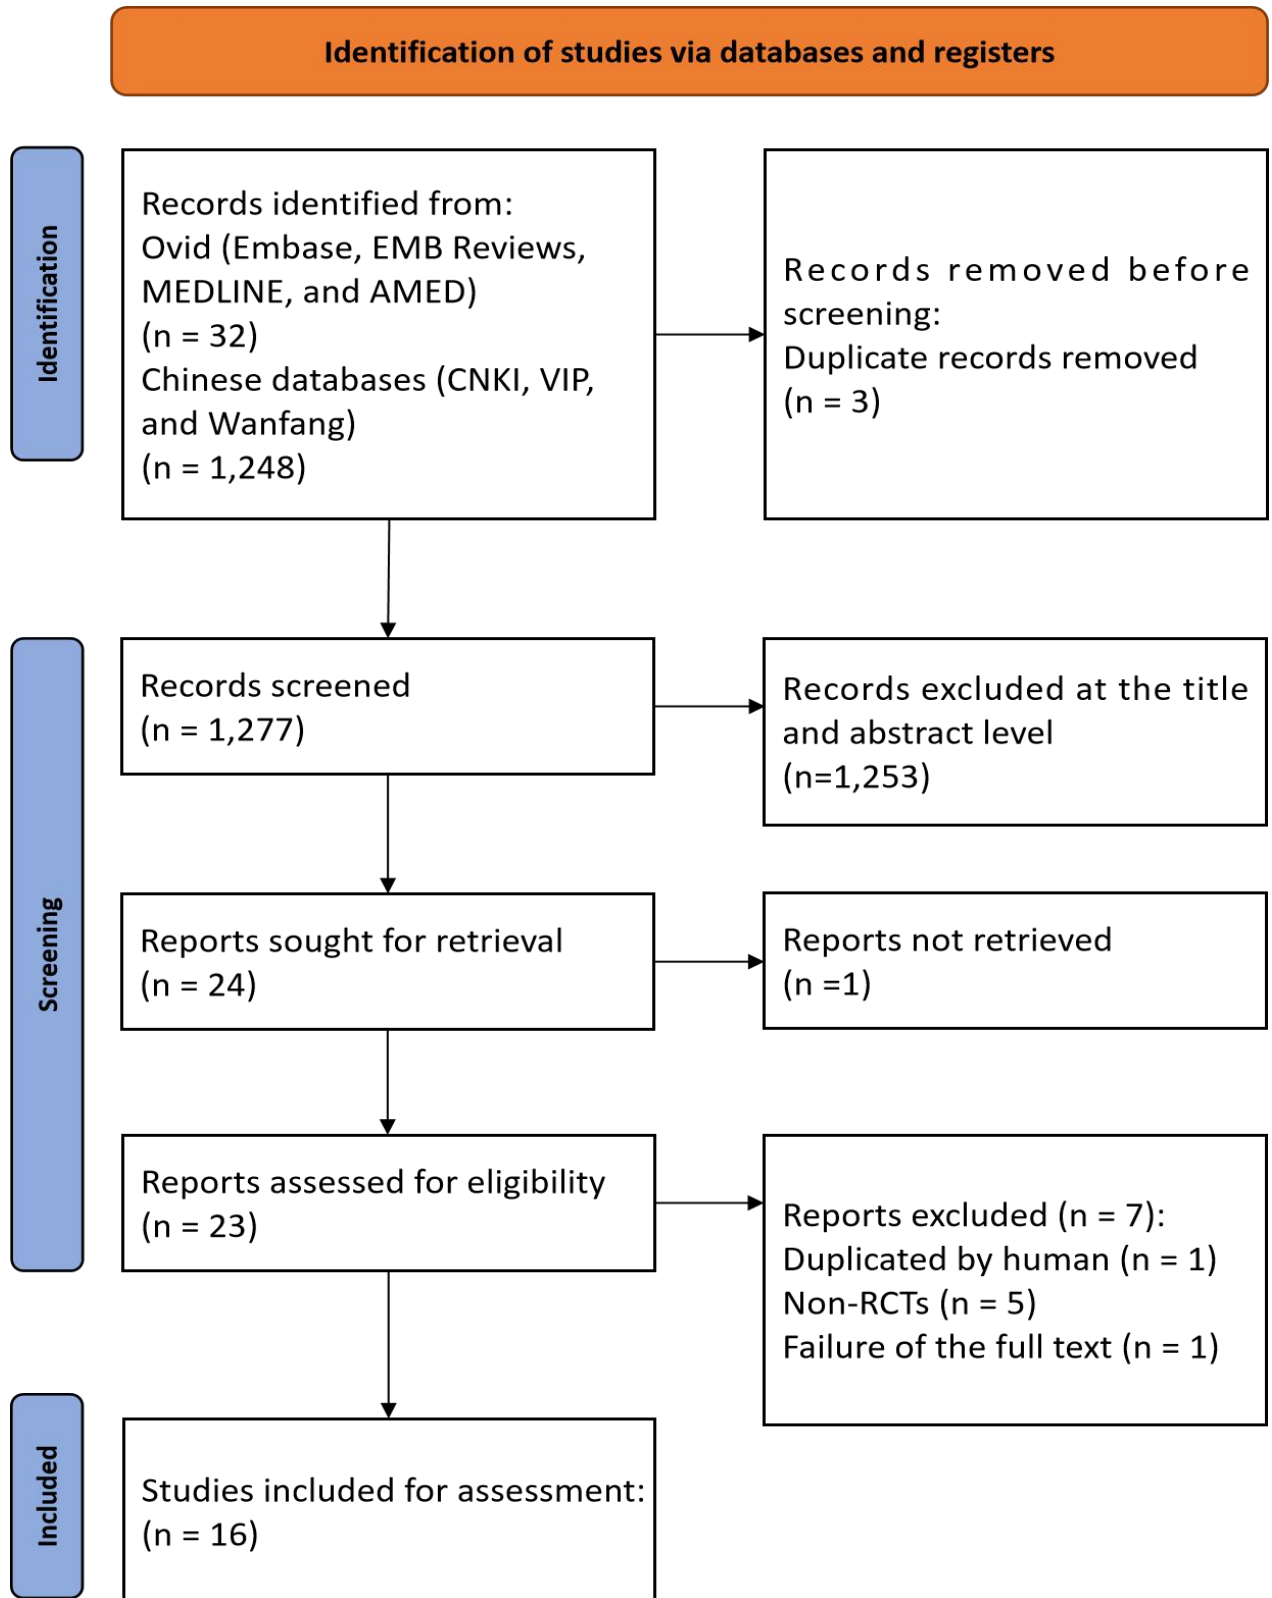 Identification of studies via databases and registers
Identification
Records identified from:
Ovid (Embase, EMB Reviews,
MEDLINE, and AMED)
(n = 32)
Chinese databases (CNKI, VIP,
and Wanfang)
(n = 1,248)
Records removed before
screening:
Duplicate records removed
(n = 3)
Screening
Records screened
(n = 1,277)
Records excluded at the title
and abstract level
(n=1,253)
Reports sought for retrieval
(n = 24)
Reports not retrieved
(n =1)
Reports assessed for eligibility
(n = 23)
Reports excluded (n = 7):
Duplicated by human (n = 1)
Non-RCTs (n = 5)
Failure of the full text (n = 1)
Included
Studies included for assessment:
(n = 16)